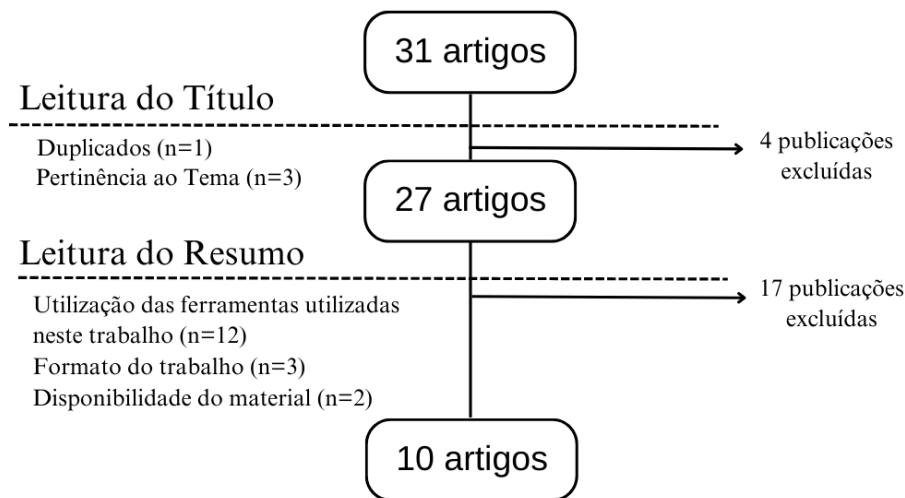 31 artigos
Leitura do Título
Duplicados (n=1)
Pertinência ao Tema (n=3)
4 publicações
excluídas
27 artigos
Leitura do Resumo
Utilização das ferramentas utilizadas
neste trabalho (n=12)
Formato do trabalho (n=3)
Disponibilidade do material (n=2)
17 publicações
excluídas
10 artigos